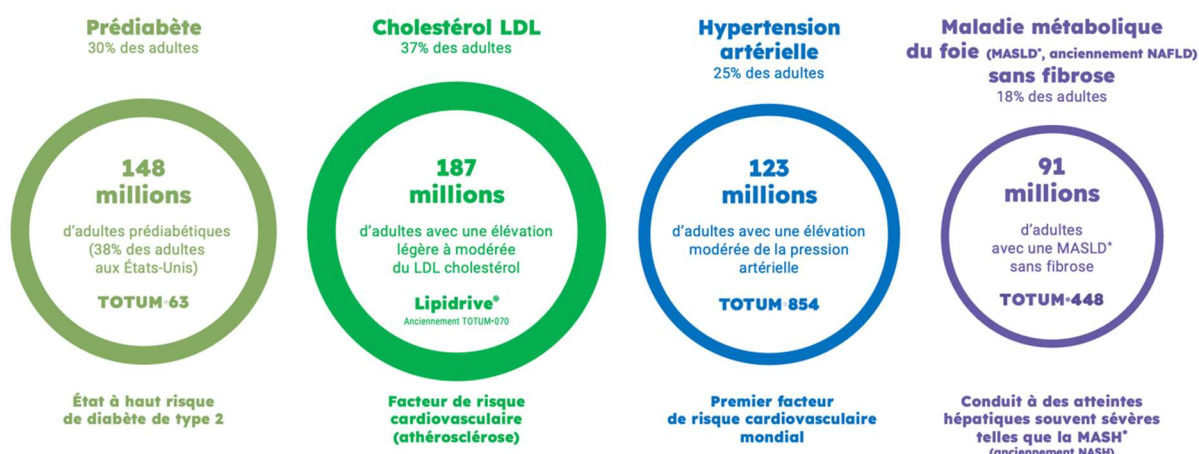 Prédiabète
30% des adultes
148
millions
d'adultes prédiabétiques
(38% des adultes
aux États-Unis)
TOTUM•63
État à haut risque
de diabète de type 2
Cholestérol LDL
37% des adultes
187
millions
d'adultes avec une élévation
légère à modérée
du LDL cholestérol
Lipidrive®
Anciennement TOTUM•070
Facteur de risque
cardiovasculaire
(athérosclérose)
Hypertension
artérielle
25% des adultes
123
millions
d'adultes avec une élévation
modérée de la pression
artérielle
TOTUM•854
Premier facteur
de risque cardiovasculaire
mondial
Maladie métabolique
du foie (MASLD*, anciennement NAFLD)
sans fibrose
18% des adultes
91
millions
d'adultes
avec une MASLD*
sans fibrose
TOTUM•448
Conduit à des atteintes
hépatiques souvent sévères
telles que la MASH*
(anciennement NASH)